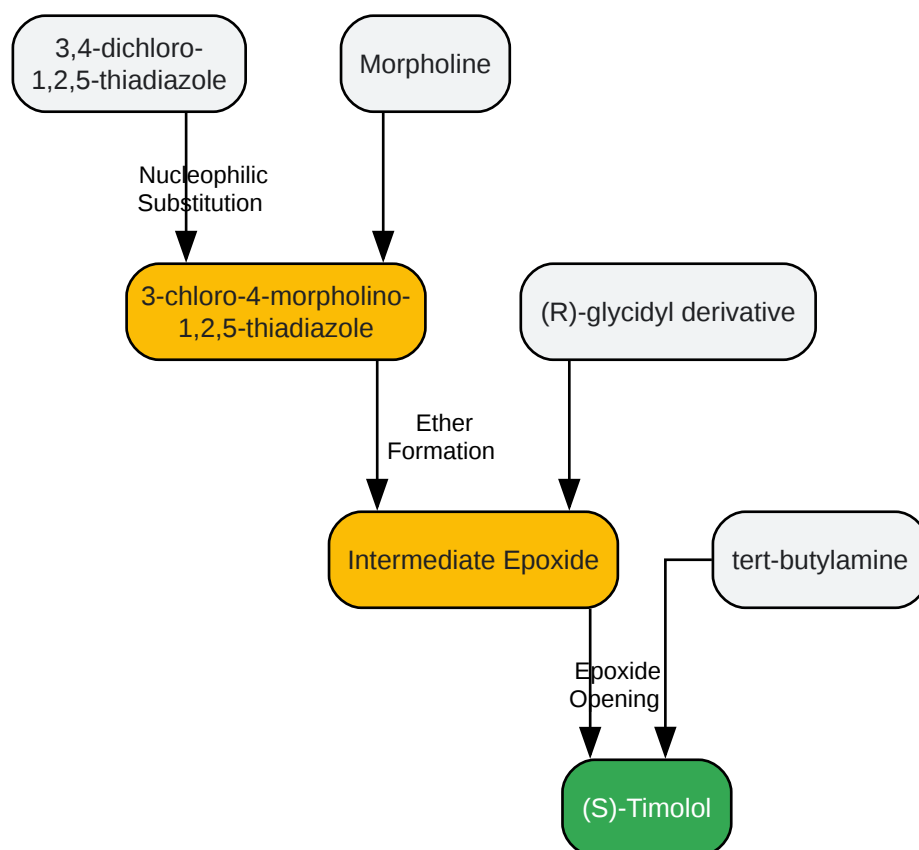 3,4-dichloro-
1,2,5-thiadiazole
Morpholine
Nucleophilic
Substitution
3-chloro-4-morpholino-
1,2,5-thiadiazole
(R)-glycidyl derivative
Ether
Formation
Intermediate Epoxide
tert-butylamine
Epoxide
Opening
(S)-Timolol